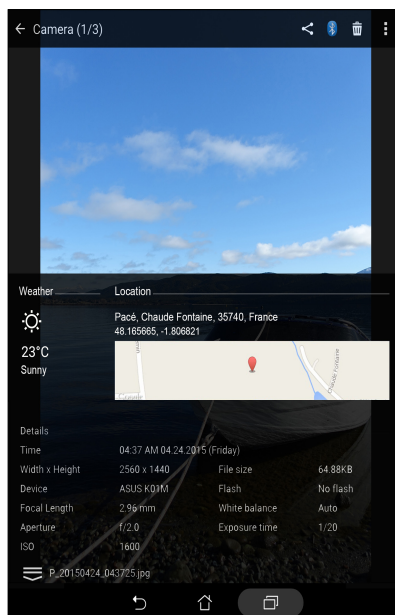 Camera (1/3)
Weather Location
Pacé, Chaude Fontaine, 35740, France
48.165665, -1.806821
23°C
Sunny
Chaude Fontaine
Google
Details
Time 04:37 AM 04.24.2015 (Friday)
Width x Height 2560 x 1440 File size 64.88KB
Device ASUS K01M Flash No flash
Focal Length 2.96 mm White balance Auto
Aperture f/2.0 Exposure time 1/20
ISO 1600
P_20150424_043725.jpg